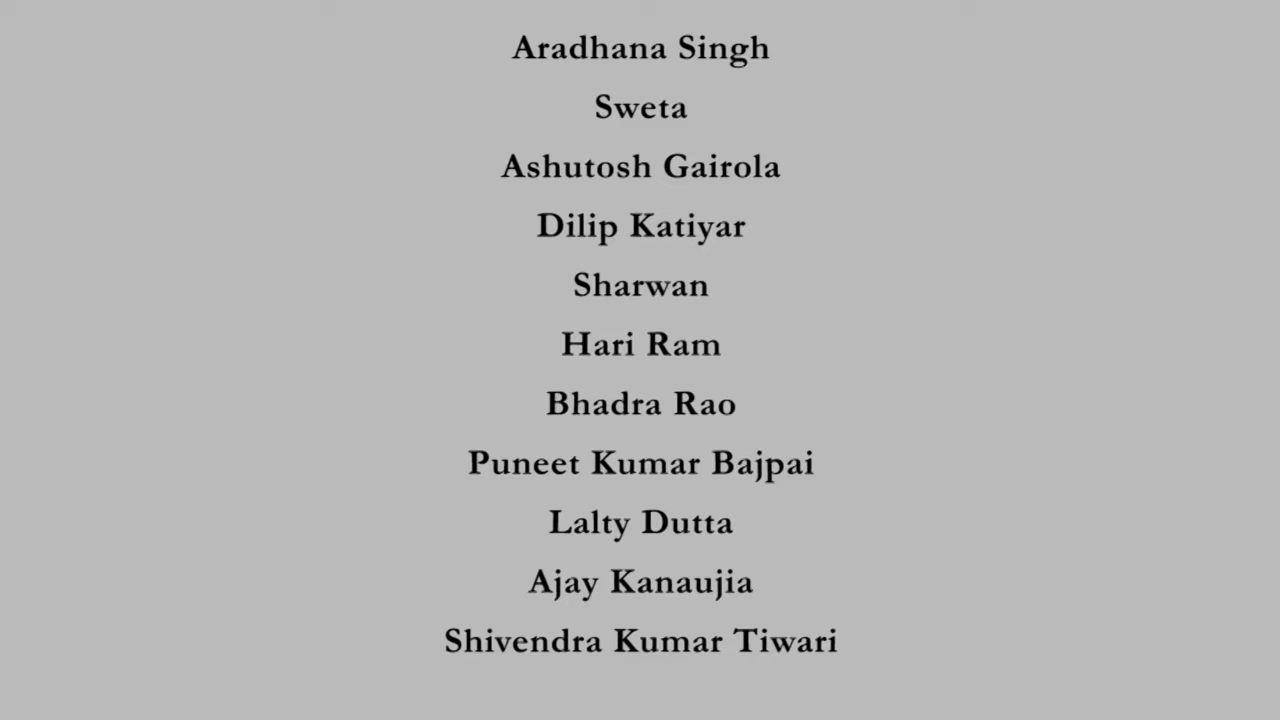 Aradhana Singh
Sweta
Ashutosh Gairola
Dilip Katiyar
Sharwan
Hari Ram
Bhadra Rao
Puneet Kumar Bajpai
Lalty Dutta
Ajay Kanaujia
Shivendra Kumar Tiwari